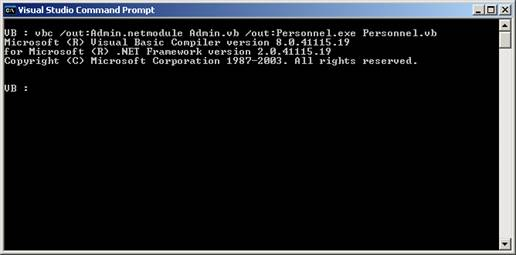 Visual Studio Command Prompt
VB : vbc /out:Admin.netmodule Admin.vb /out:Personnel.exe Personnel.vb
Microsoft (R) Visual Basic Compiler version 8.0.41115.19
for Microsoft (R) .NET Framework version 2.0.41115.19
Copyright (C) Microsoft Corporation 1987-2003. All rights reserved.
VB :